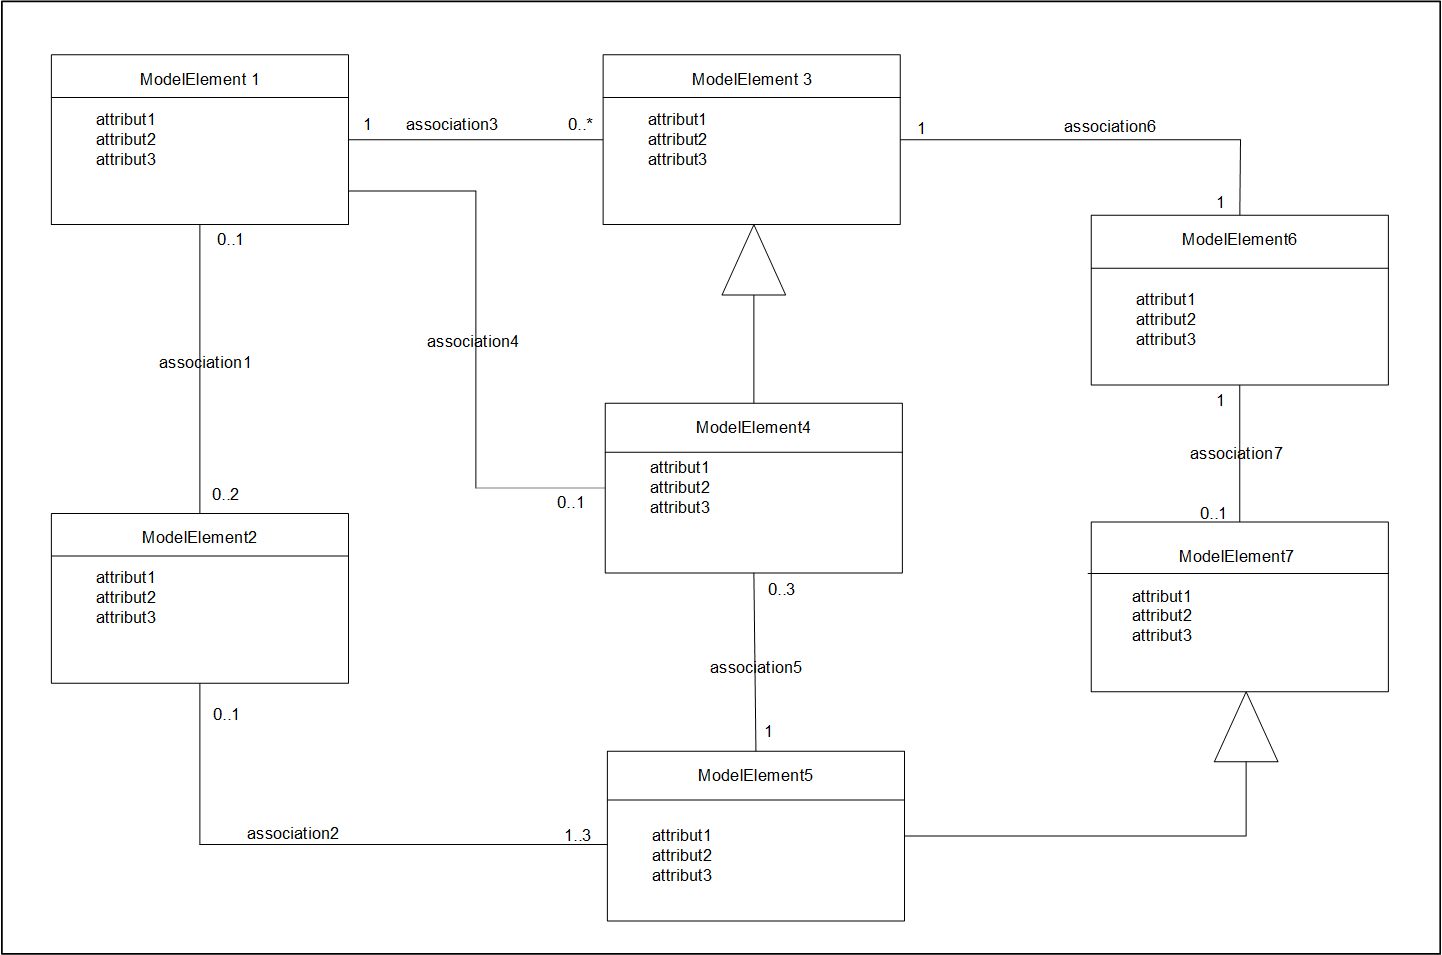 ModelElement 1
attribut1
attribut2
attribut3
1
association3
0..*
ModelElement 3
attribut1
attribut2
attribut3
1
association6
1
ModelElement6
attribut1
attribut2
attribut3
0..1
association1
0..2
association4
0..1
ModelElement4
attribut1
attribut2
attribut3
1
association7
0..1
ModelElement2
attribut1
attribut2
attribut3
ModelElement7
attribut1
attribut2
attribut3
0..3
association5
1
0..1
association2
1..3
ModelElement5
attribut1
attribut2
attribut3